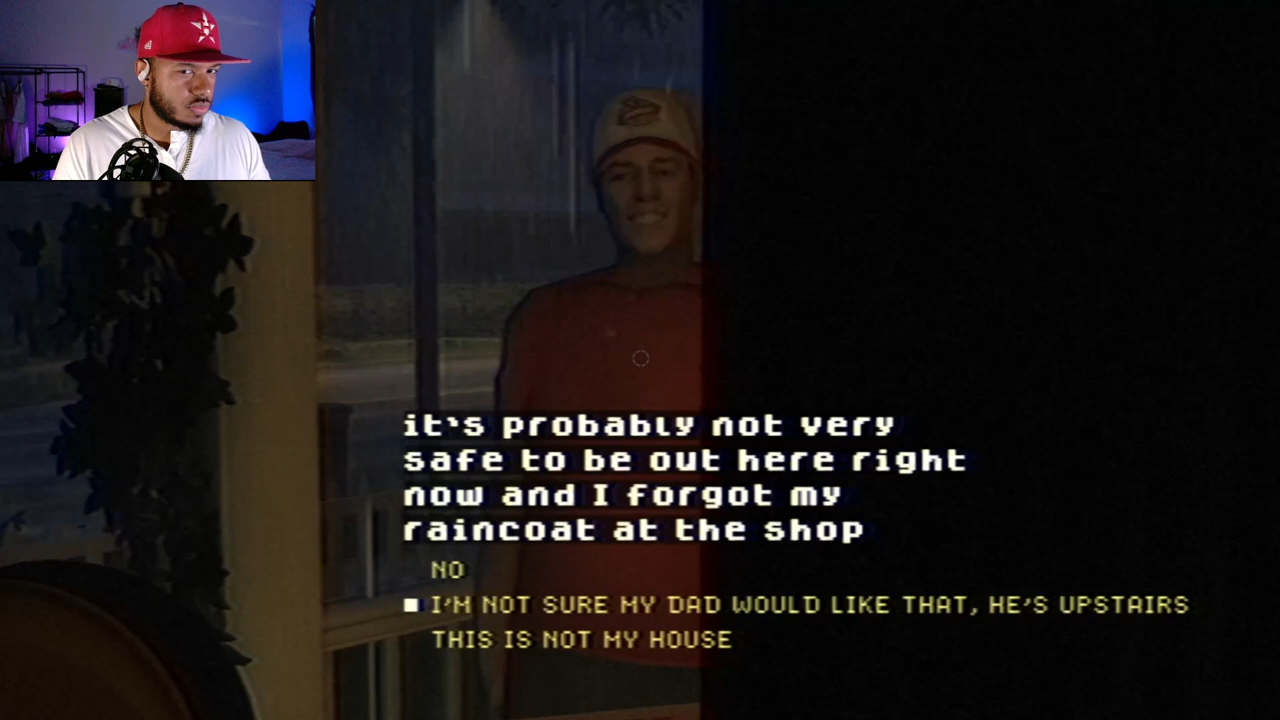 it's probably not very
safe to be out here right
now and I forgot my
raincoat at the shop
NO
I'M NOT SURE MY DAD WOULD LIKE THAT, HE'S UPSTAIRS
THIS IS NOT MY HOUSE